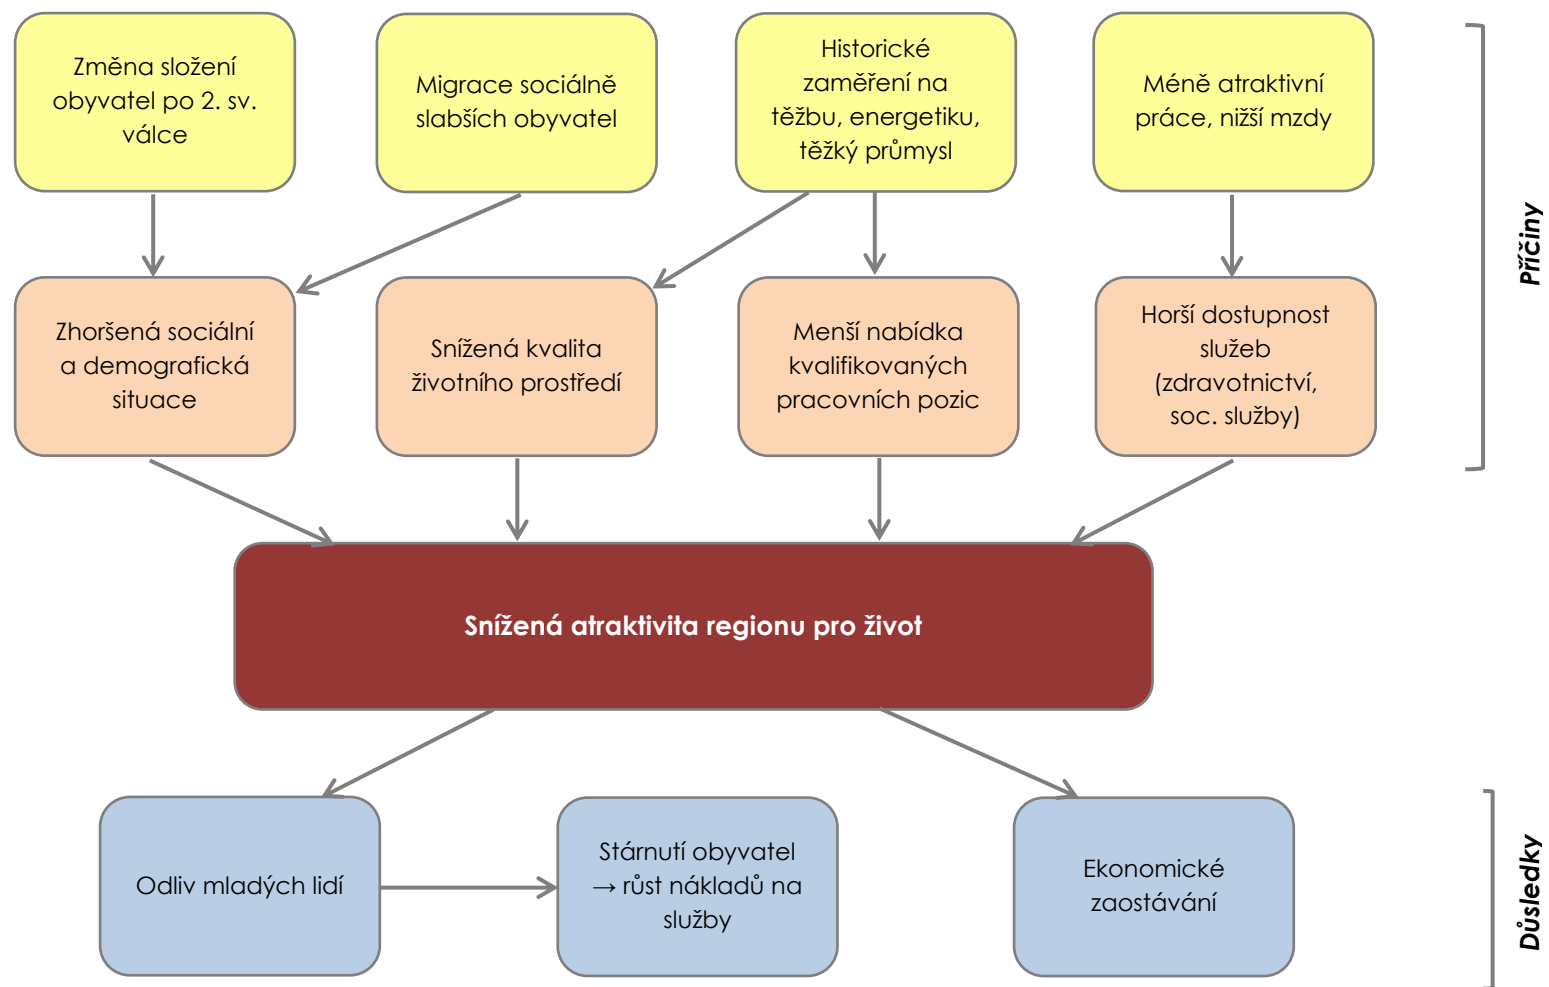 Změna složení
obyvatel po 2. sv.
válce
Migrace sociálně
slabších obyvatel
Historické
zaměření na
těžbu, energetiku,
těžký průmysl
Méně atraktivní
práce, nižší mzdy
Příčiny
Zhoršená sociální
a demografická
situace
Snížená kvalita
životního prostředí
Menší nabídka
kvalifikovaných
pracovních pozic
Horší dostupnost
služeb
(zdravotnictví,
soc. služby)
Snížená atraktivita regionu pro život
Odliv mladých lidí
Stárnutí obyvatel
→ růst nákladů na
služby
Ekonomické
zaostávání
Důsledky